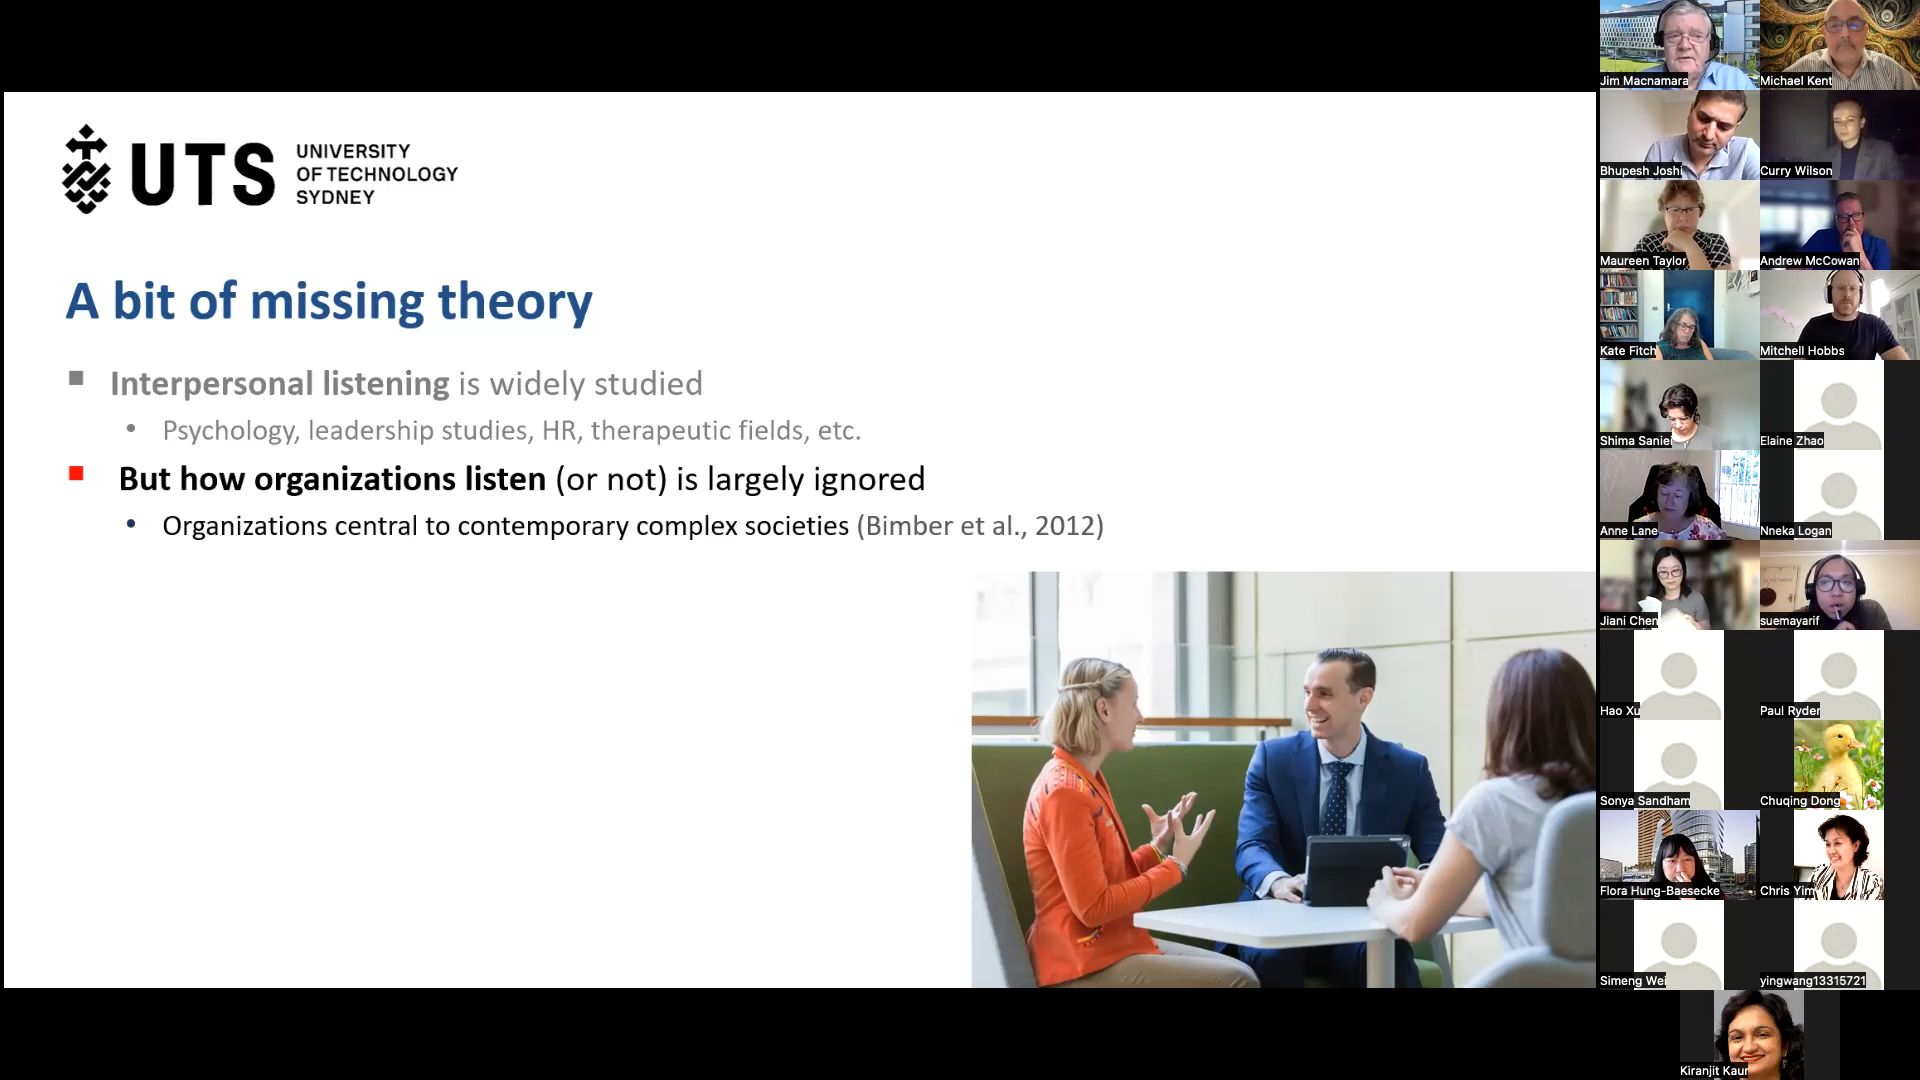 UTS
UNIVERSITY
OF TECHNOLOGY
SYDNEY
A bit of missing theory
Interpersonal listening is widely studied
Psychology, leadership studies, HR, therapeutic fields, etc.
But how organizations listen (or not) is largely ignored
Organizations central to contemporary complex societies (Bimber et al., 2012)
Jim Macnamara
Michael Kent
Bhupesh Joshi
Curry Wilson
Maureen Taylor
Andrew McCowan
Kate Fitch
Mitchell Hobbs
Shima Saniei
Elaine Zhao
Anne Lane
Nneka Logan
Jiani Chen
suemayarif
Hao Xu
Paul Ryder
Sonya Sandham
Chuqing Dong
Flora Hung-Baesecke
Chris Yim
Simeng Wei
yingwang13315721
Kiranjit Kaur